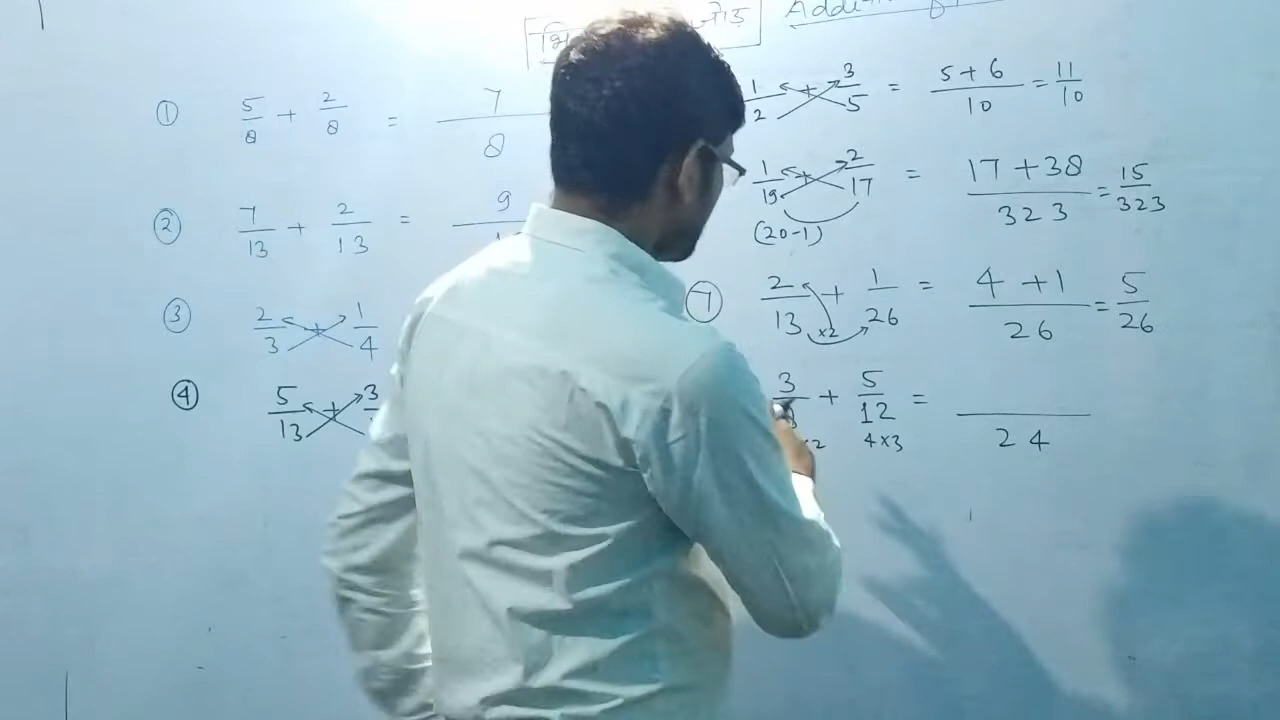 Addition
① 5/8 + 2/8 = 7/8
② 7/13 + 2/13 = 9
③ 2/3 + 1/4
④ 5/13 + 3
1/2 + 3/5 = 5+6/10 = 11/10
1/19 + 2/17 = 17+38/323 = 15/323
(20-1)
⑦ 2/13 + 1/26 = 4+1/26 = 5/26
×2
3/ + 5/12 = /24
×2 4×3